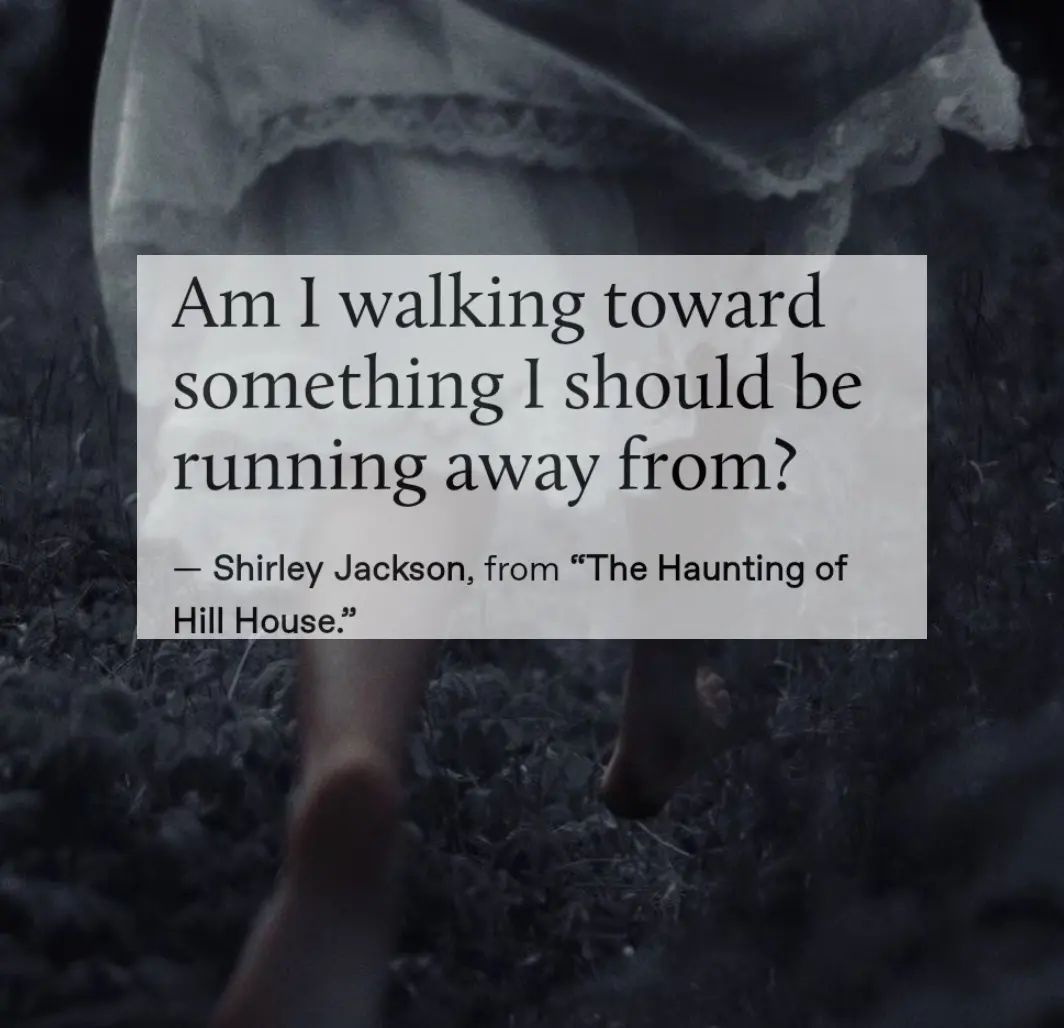 Am I walking toward
something I should be
running away from?
— Shirley Jackson, from “The Haunting of
Hill House.”